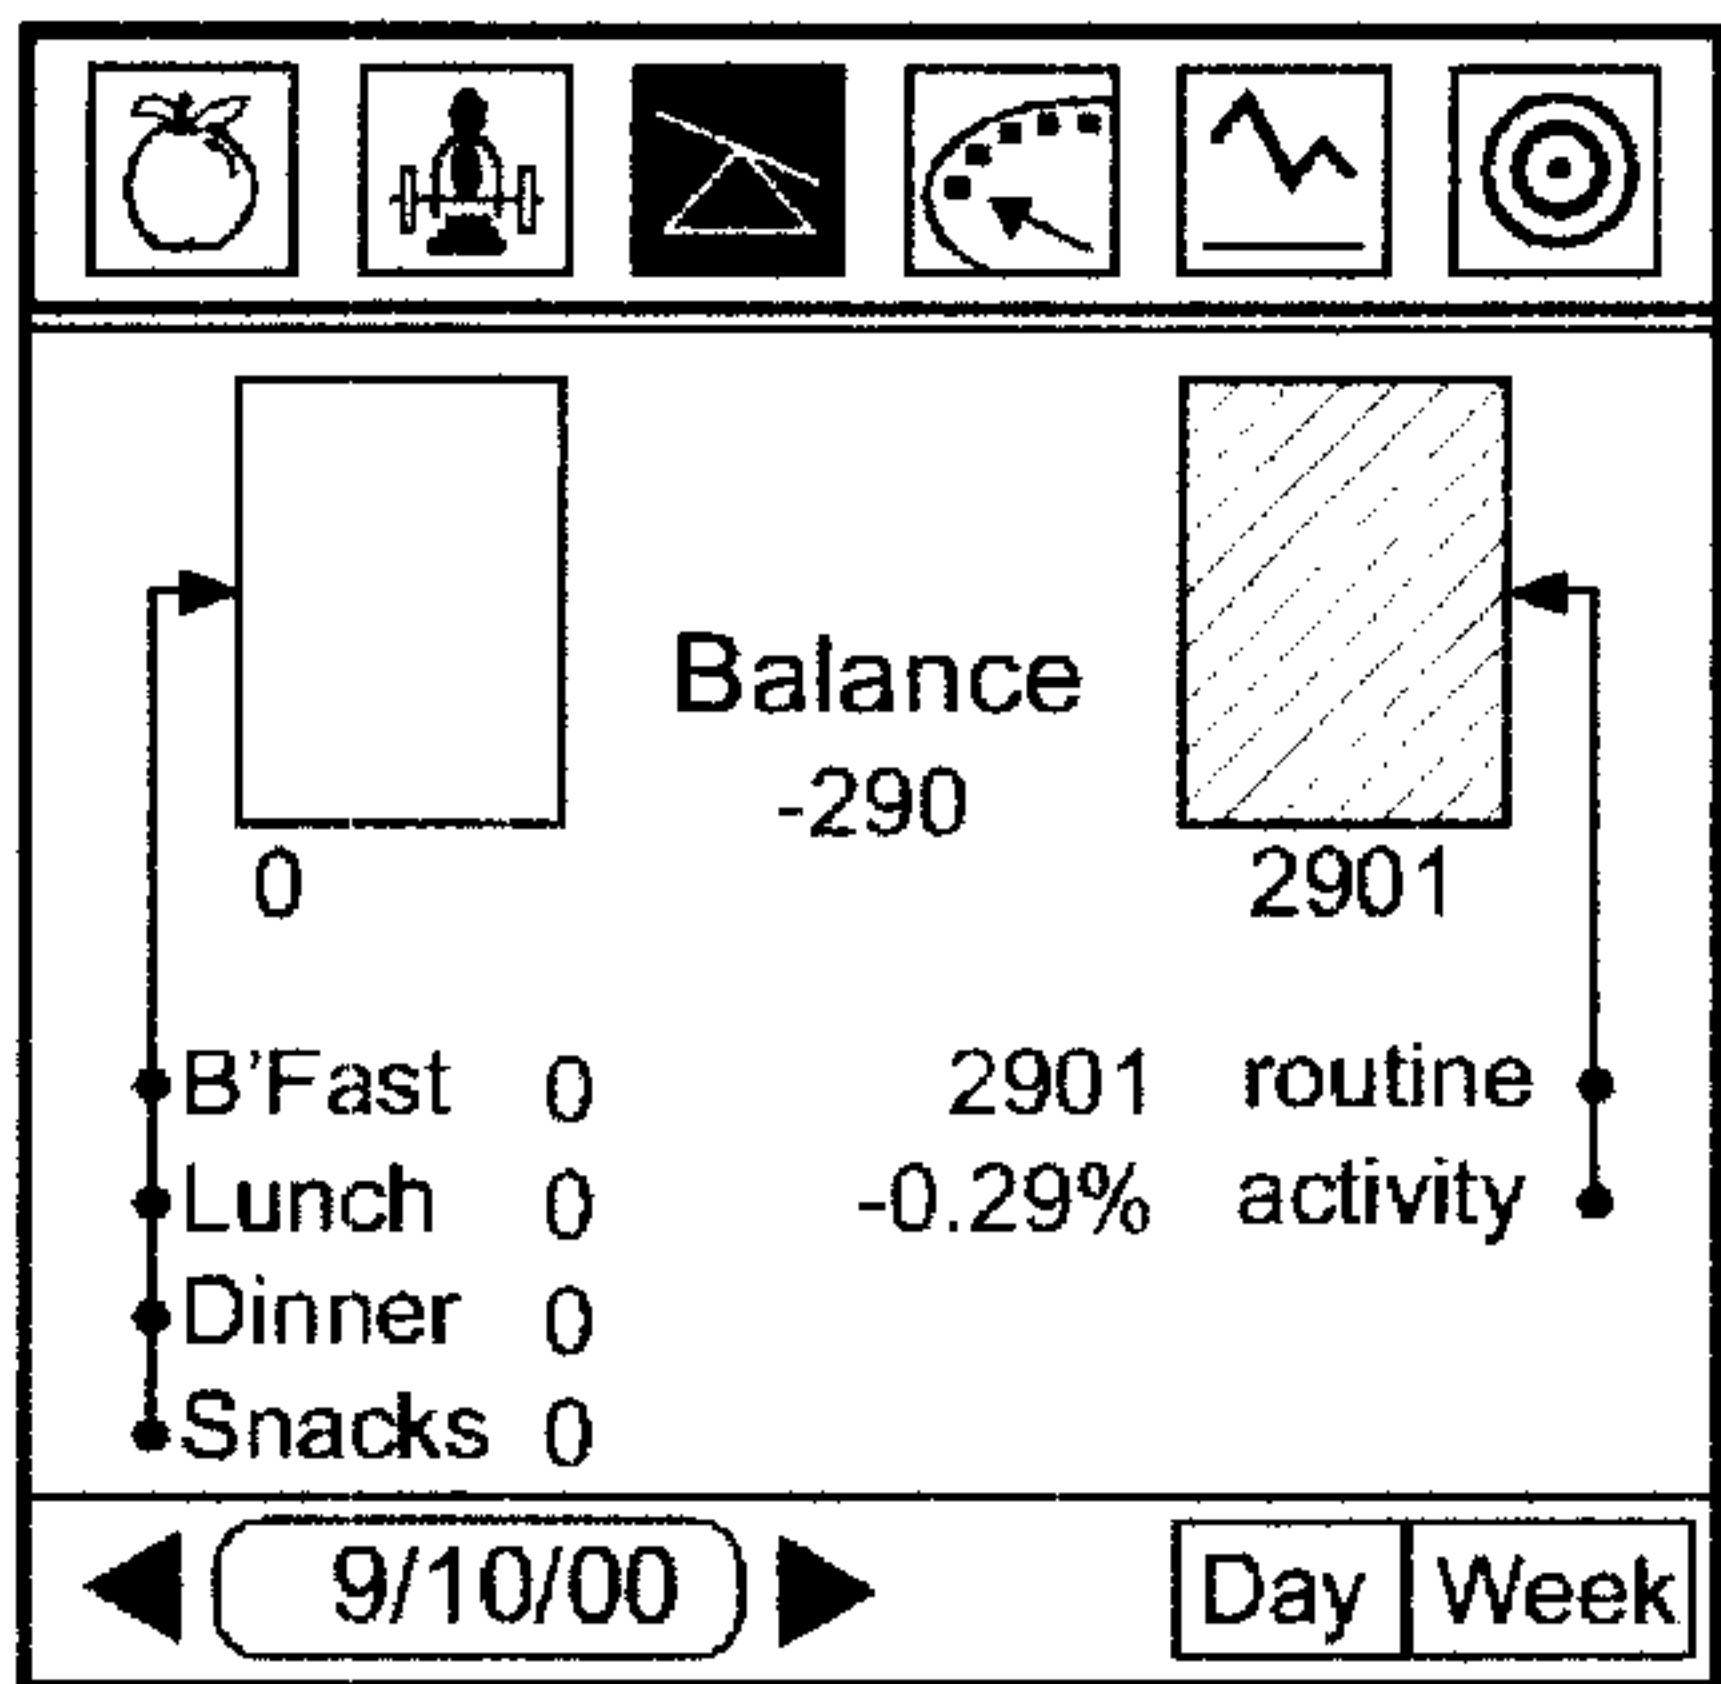 Balance
-290
0
2901
B'Fast 0 2901 routine
Lunch 0 -0.29% activity
Dinner 0
Snacks 0
9/10/00 Day Week